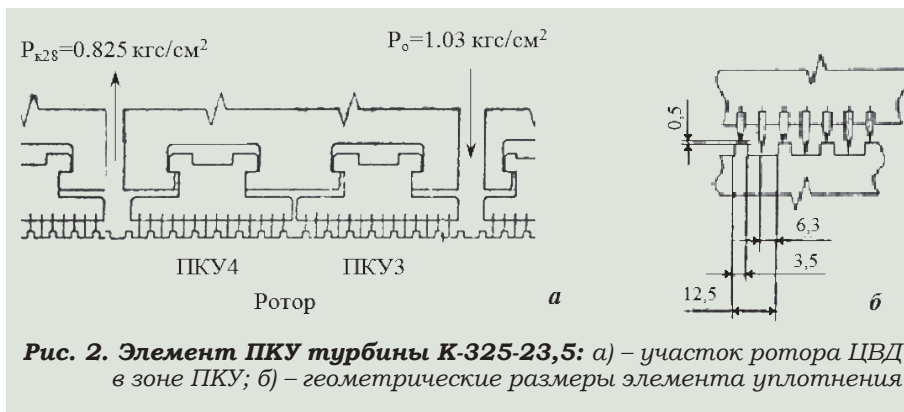 Pк28=0.825 кгс/см²
Pо=1.03 кгс/см²
0,5
ПКУ4
ПКУ3
Ротор
а
6,3
3,5
12,5
б
Рис. 2. Элемент ПКУ турбины К-325-23,5: а) – участок ротора ЦВД
в зоне ПКУ; б) – геометрические размеры элемента уплотнения